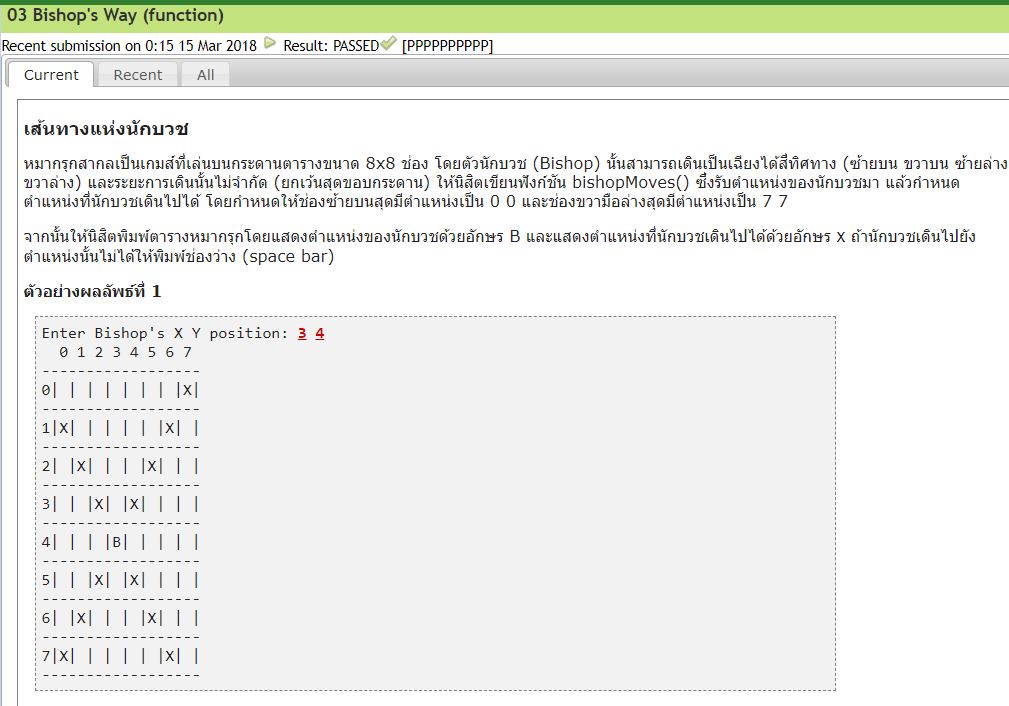 03 Bishop's Way (function)
Recent submission on 0:15 15 Mar 2018 Result: PASSED [PPPPPPPPPP]
Current Recent All
เส้นทางแห่งนักบวช
หมากรุกสากลเป็นเกมส์ที่เล่นบนกระดานตารางขนาด 8x8 ช่อง โดยตัวนักบวช (Bishop) นั้นสามารถเดินเป็นเฉียงได้สี่ทิศทาง (ซ้ายบน ขวาบน ซ้ายล่าง
ขวาล่าง) และระยะการเดินนั้นไม่จำกัด (ยกเว้นสุดขอบกระดาน) ให้นิสิตเขียนฟังก์ชัน bishopMoves() ซึ่งรับตำแหน่งของนักบวชมา แล้วกำหนด
ตำแหน่งที่นักบวชเดินไปได้ โดยกำหนดให้ช่องซ้ายบนสุดมีตำแหน่งเป็น 0 0 และช่องขวามือล่างสุดมีตำแหน่งเป็น 7 7
จากนั้นให้นิสิตพิมพ์ตารางหมากรุกโดยแสดงตำแหน่งของนักบวชด้วยอักษร B และแสดงตำแหน่งที่นักบวชเดินไปได้ด้วยอักษร X ถ้านักบวชเดินไปยัง
ตำแหน่งนั้นไม่ได้ให้พิมพ์ช่องว่าง (space bar)
ตัวอย่างผลลัพธ์ที่ 1
Enter Bishop's X Y position: 3 4
  0 1 2 3 4 5 6 7
------------------
0| | | | | | | |X|
------------------
1|X| | | | | |X| |
------------------
2| |X| | | |X| | |
------------------
3| | |X| |X| | | |
------------------
4| | | |B| | | | |
------------------
5| | |X| |X| | | |
------------------
6| |X| | | |X| | |
------------------
7|X| | | | | |X| |
------------------